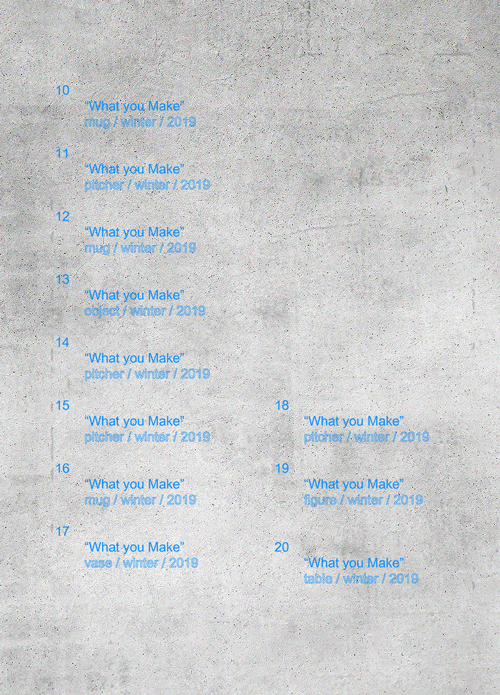 10
“What you Make”
mug / winter / 2019
11
“What you Make”
pitcher / winter / 2019
12
“What you Make”
mug / winter / 2019
13
“What you Make”
object / winter / 2019
14
“What you Make”
pitcher / winter / 2019
15
“What you Make”
pitcher / winter / 2019
16
“What you Make”
mug / winter / 2019
17
“What you Make”
vase / winter / 2019
18
“What you Make”
pitcher / winter / 2019
19
“What you Make”
figure / winter / 2019
20
“What you Make”
table / winter / 2019